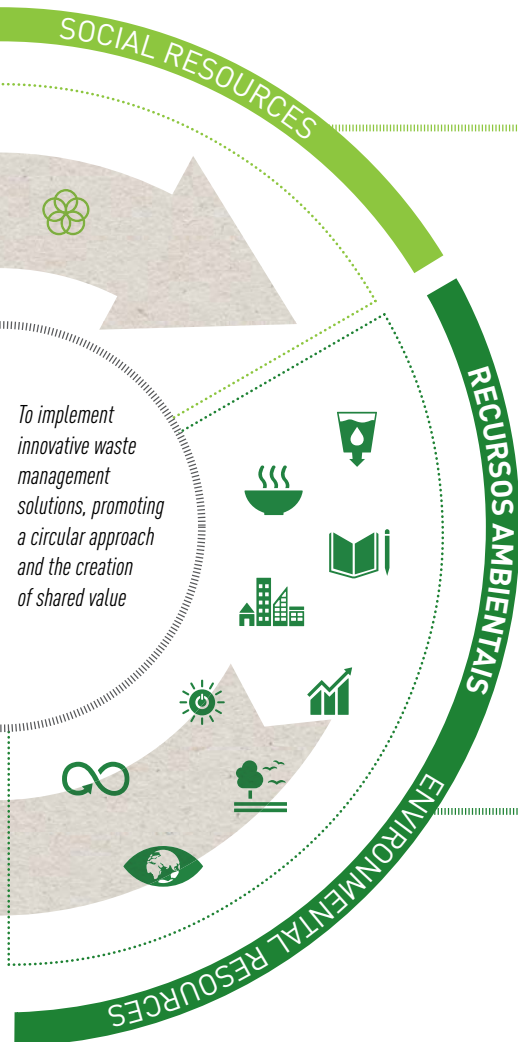 SOCIAL RESOURCES
To implement
innovative waste
management
solutions, promoting
a circular approach
and the creation
of shared value
RECURSOS AMBIENTAIS
ENVIRONMENTAL RESOURCES